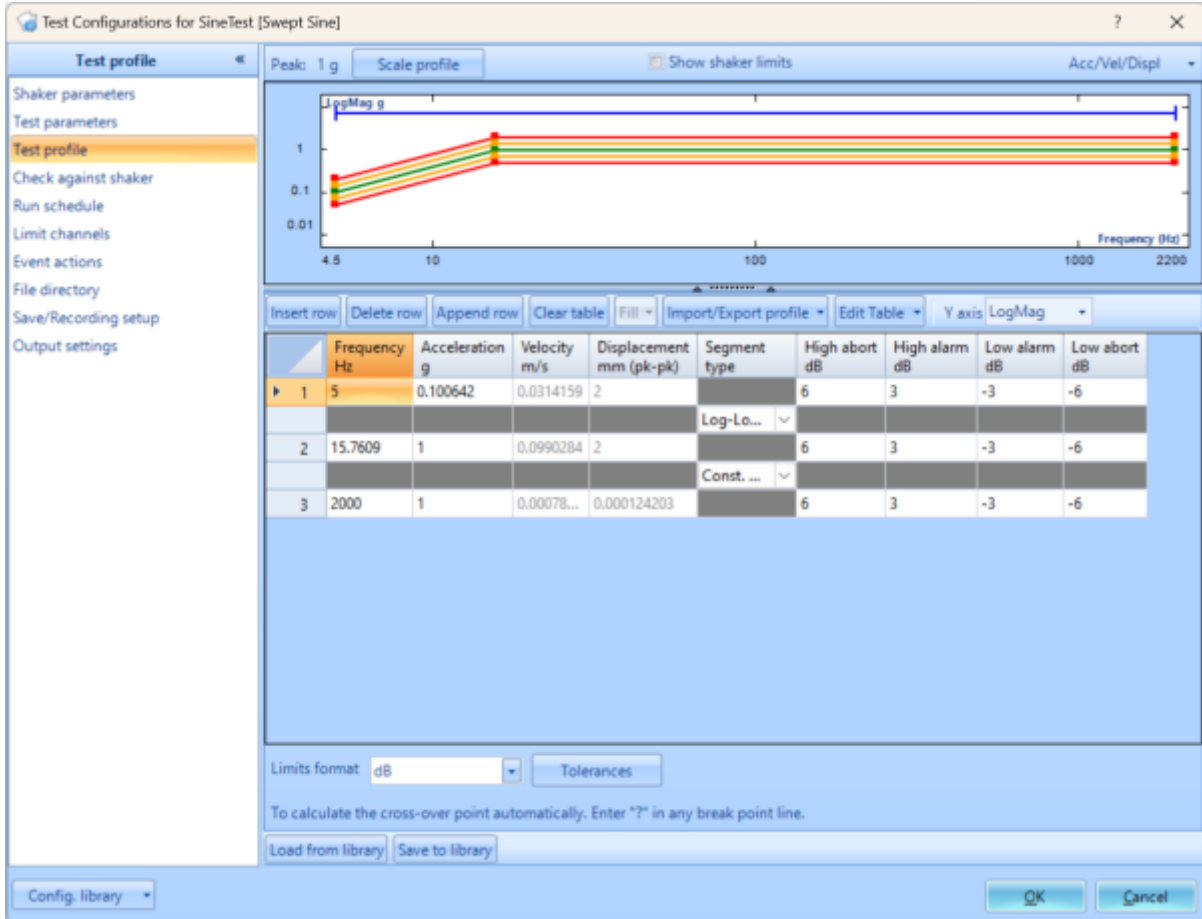 Test Configurations for SineTest [Swept Sine]
?
Test profile «
Shaker parameters
Test parameters
Test profile
Check against shaker
Run schedule
Limit channels
Event actions
File directory
Save/Recording setup
Output settings
Peak: 1 g Scale profile Show shaker limits Acc/Vel/Displ
LogMag g
1
0.1
0.01
Frequency (Hz)
4.5 10 100 1000 2200
Insert row Delete row Append row Clear table Fill Import/Export profile Edit Table Y axis LogMag
Frequency Acceleration Velocity Displacement Segment High abort High alarm Low alarm Low abort
Hz g m/s mm (pk-pk) type dB dB dB dB
1 5 0.100642 0.0314159 2 6 3 -3 -6
Log-Lo...
2 15.7609 1 0.0990284 2 6 3 -3 -6
Const. ...
3 2000 1 0.00078... 0.000124203 6 3 -3 -6
Limits format dB Tolerances
To calculate the cross-over point automatically. Enter "?" in any break point line.
Load from library Save to library
Config. library OK Cancel